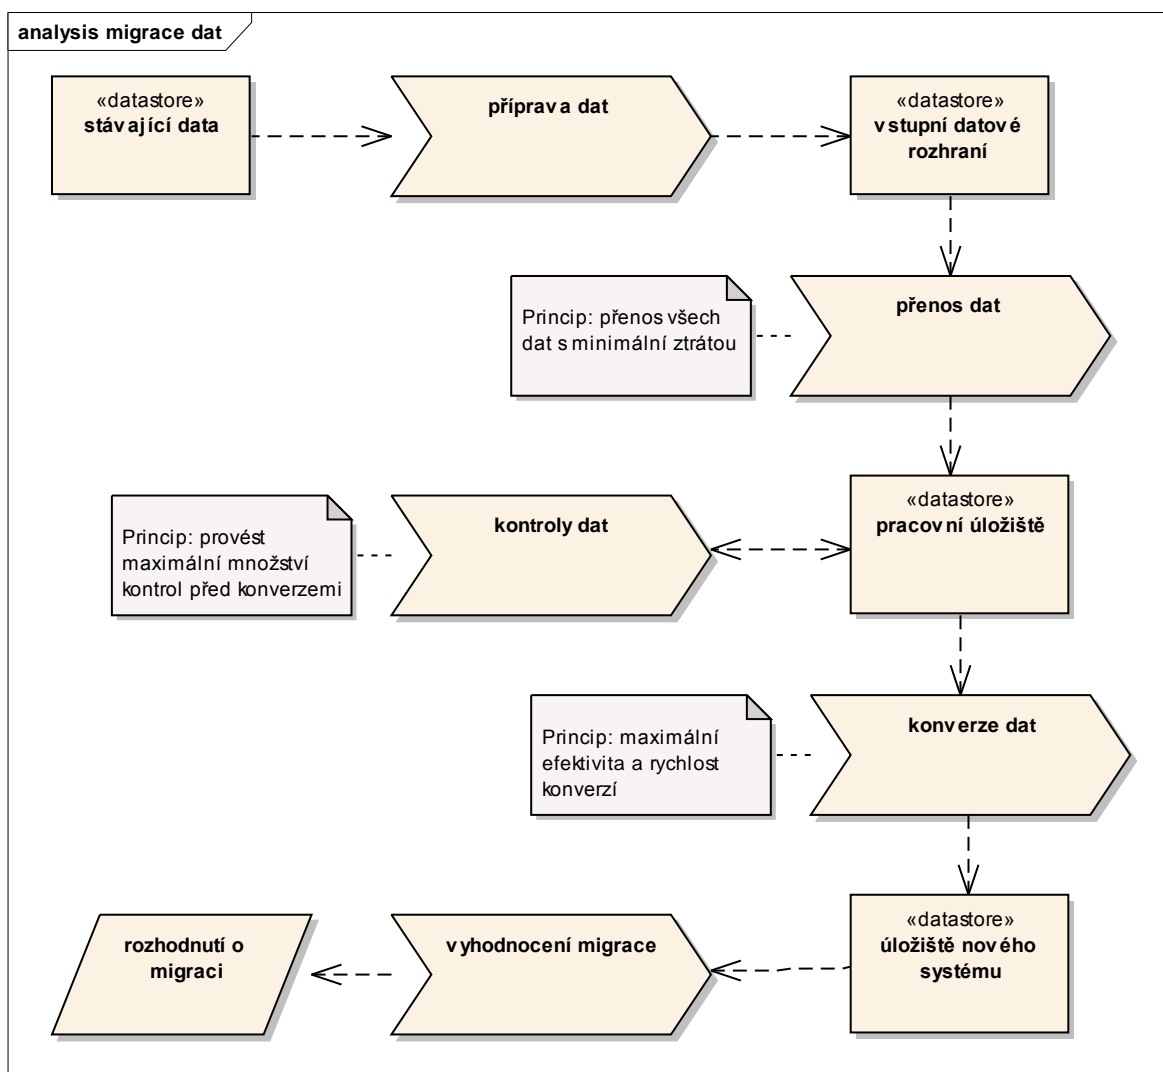 analysis migrace dat
«datastore»
stávající data
příprava dat
«datastore»
vstupní datové
rozhraní
Princip: přenos všech
dat s minimální ztrátou
přenos dat
Princip: provést
maximální množství
kontrol před konverzemi
kontroly dat
«datastore»
pracovní úložiště
Princip: maximální
efektivita a rychlost
konverzí
konverze dat
rozhodnutí o
migraci
vyhodnocení migrace
«datastore»
úložiště nového
systému